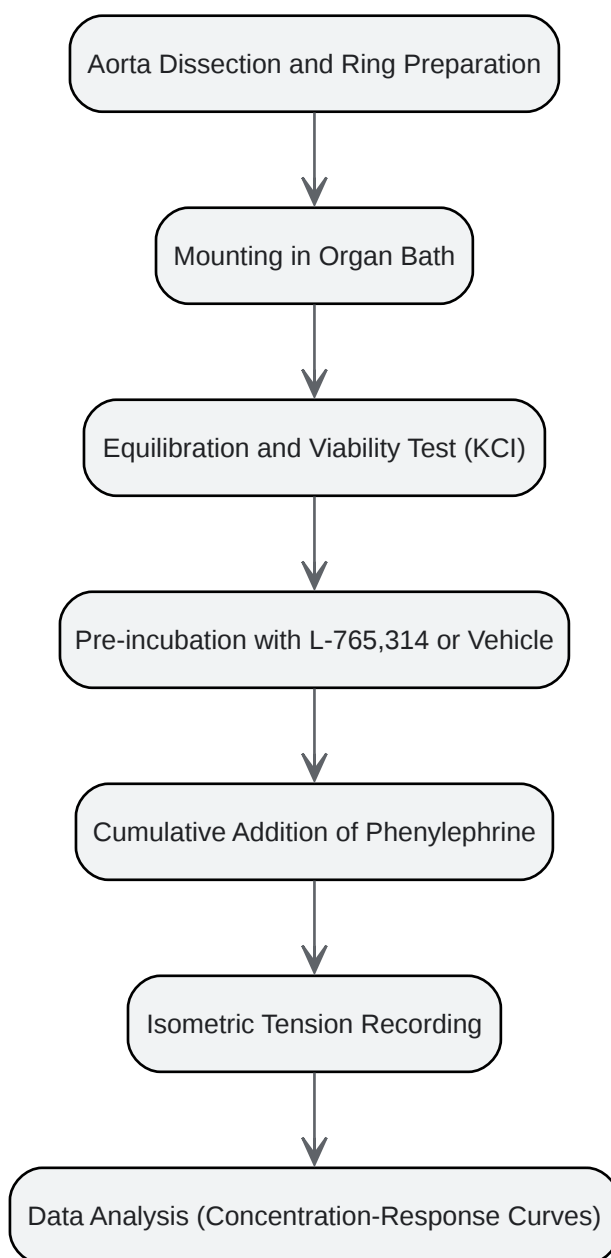 Aorta Dissection and Ring Preparation
Mounting in Organ Bath
Equilibration and Viability Test (KCl)
Pre-incubation with L-765,314 or Vehicle
Cumulative Addition of Phenylephrine
Isometric Tension Recording
Data Analysis (Concentration-Response Curves)